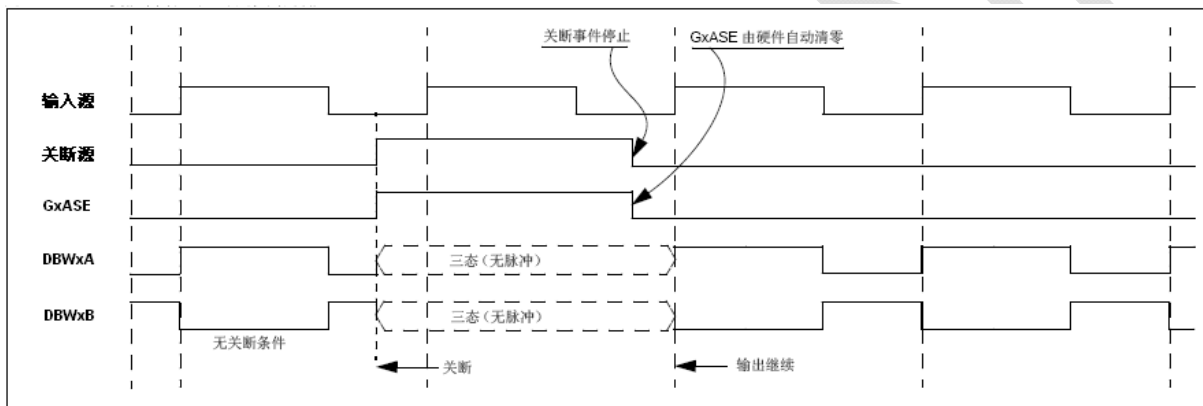 关断事件停止
GxASE 由硬件自动清零
输入源
关断源
GxASE
DBWxA
三态（无脉冲）
DBWxB
三态（无脉冲）
无关断条件
关断
输出继续